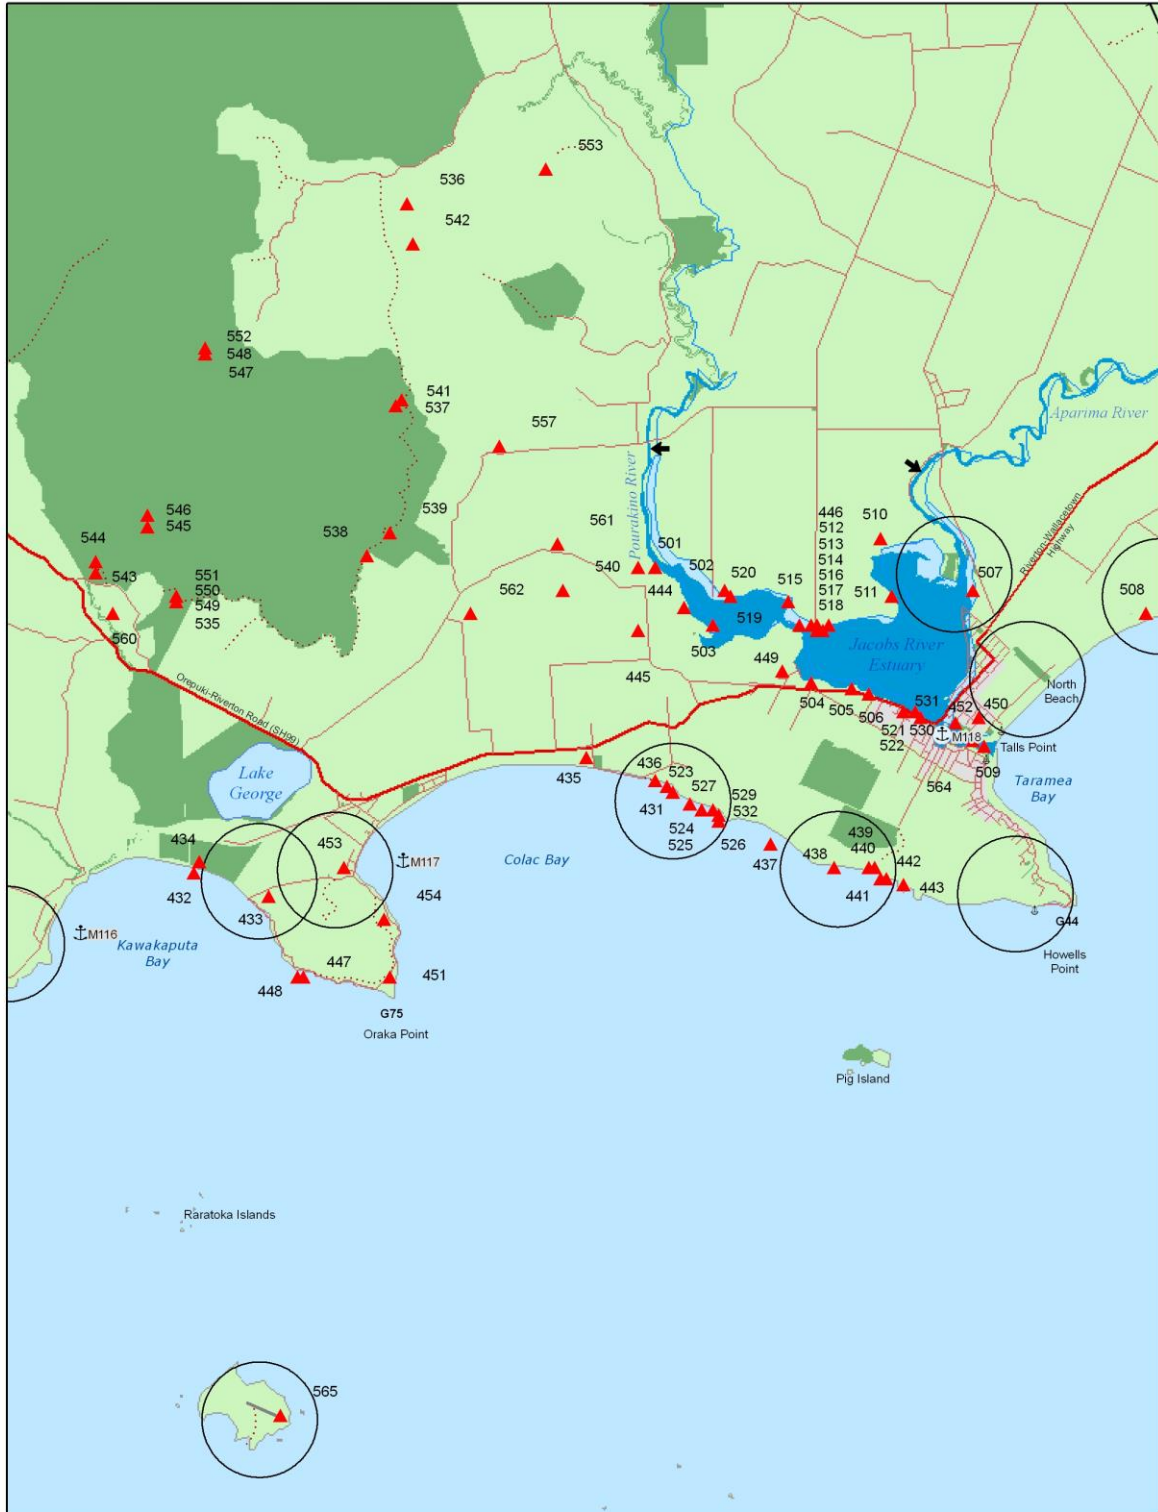 553
536
542
552
548
547
541
537
Aparima River
557
Pourakino River
546
545
539
538
561
446
512
513
514
516
517
518
510
Riverton-Wallacetown
Highway
544
543
551
550
549
535
560
540
501
502
520
515
511
507
508
562
444
519
503
445
449
Jacobs River
Estuary
Orepuki-Riverton Road (SH99)
504
505
506
521
522
531
530
452
450
M118
North
Beach
Talls Point
509
564
Taramea
Bay
Lake
George
435
436
523
431
527
529
532
524
525
526
437
434
432
453
M117
433
454
Colac Bay
438
439
440
442
441
443
M116
Kawakaputa
Bay
447
448
451
G75
Oraka Point
G44
Howells
Point
Pig Island
Raratoka Islands
565